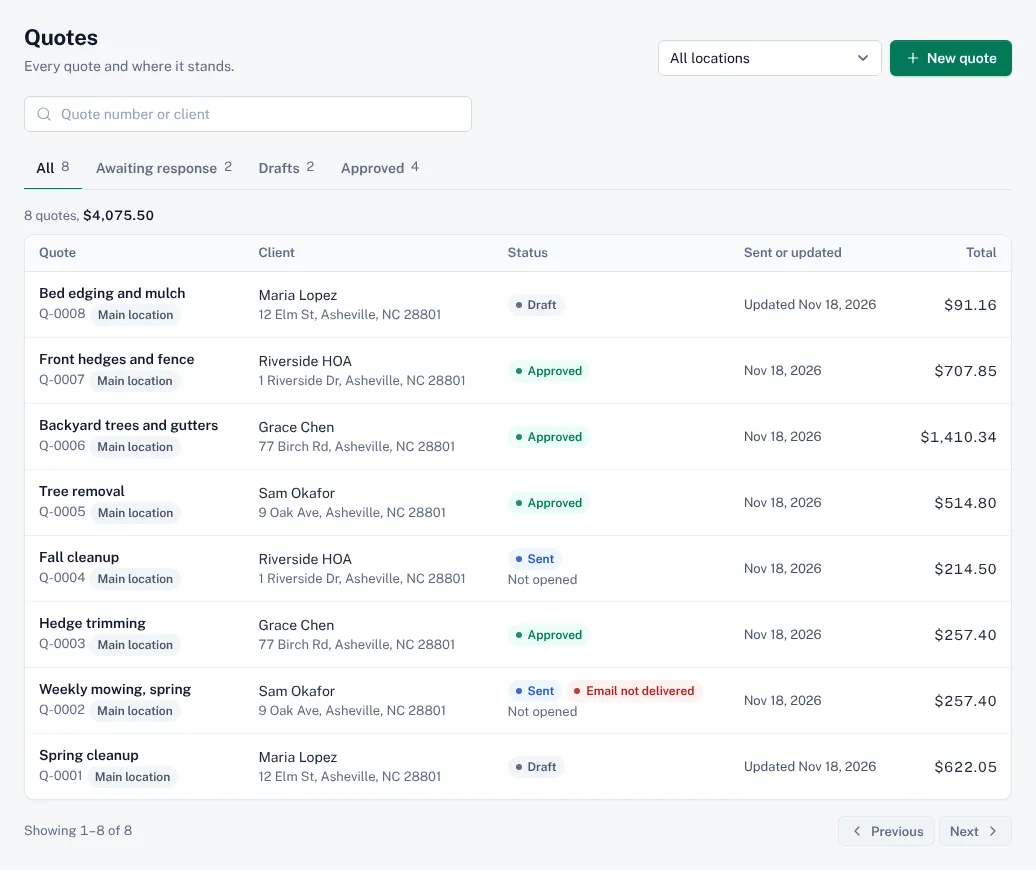 Quotes
Every quote and where it stands.
All locations
New quote
Quote number or client
All 8 Awaiting response 2 Drafts 2 Approved 4
8 quotes, $4,075.50
Quote Client Status Sent or updated Total
Bed edging and mulch
Q-0008 Main location
Maria Lopez
12 Elm St, Asheville, NC 28801
Draft
Updated Nov 18, 2026
$91.16
Front hedges and fence
Q-0007 Main location
Riverside HOA
1 Riverside Dr, Asheville, NC 28801
Approved
Nov 18, 2026
$707.85
Backyard trees and gutters
Q-0006 Main location
Grace Chen
77 Birch Rd, Asheville, NC 28801
Approved
Nov 18, 2026
$1,410.34
Tree removal
Q-0005 Main location
Sam Okafor
9 Oak Ave, Asheville, NC 28801
Approved
Nov 18, 2026
$514.80
Fall cleanup
Q-0004 Main location
Riverside HOA
1 Riverside Dr, Asheville, NC 28801
Sent
Not opened
Nov 18, 2026
$214.50
Hedge trimming
Q-0003 Main location
Grace Chen
77 Birch Rd, Asheville, NC 28801
Approved
Nov 18, 2026
$257.40
Weekly mowing, spring
Q-0002 Main location
Sam Okafor
9 Oak Ave, Asheville, NC 28801
Sent Email not delivered
Not opened
Nov 18, 2026
$257.40
Spring cleanup
Q-0001 Main location
Maria Lopez
12 Elm St, Asheville, NC 28801
Draft
Updated Nov 18, 2026
$622.05
Showing 1–8 of 8
Previous Next